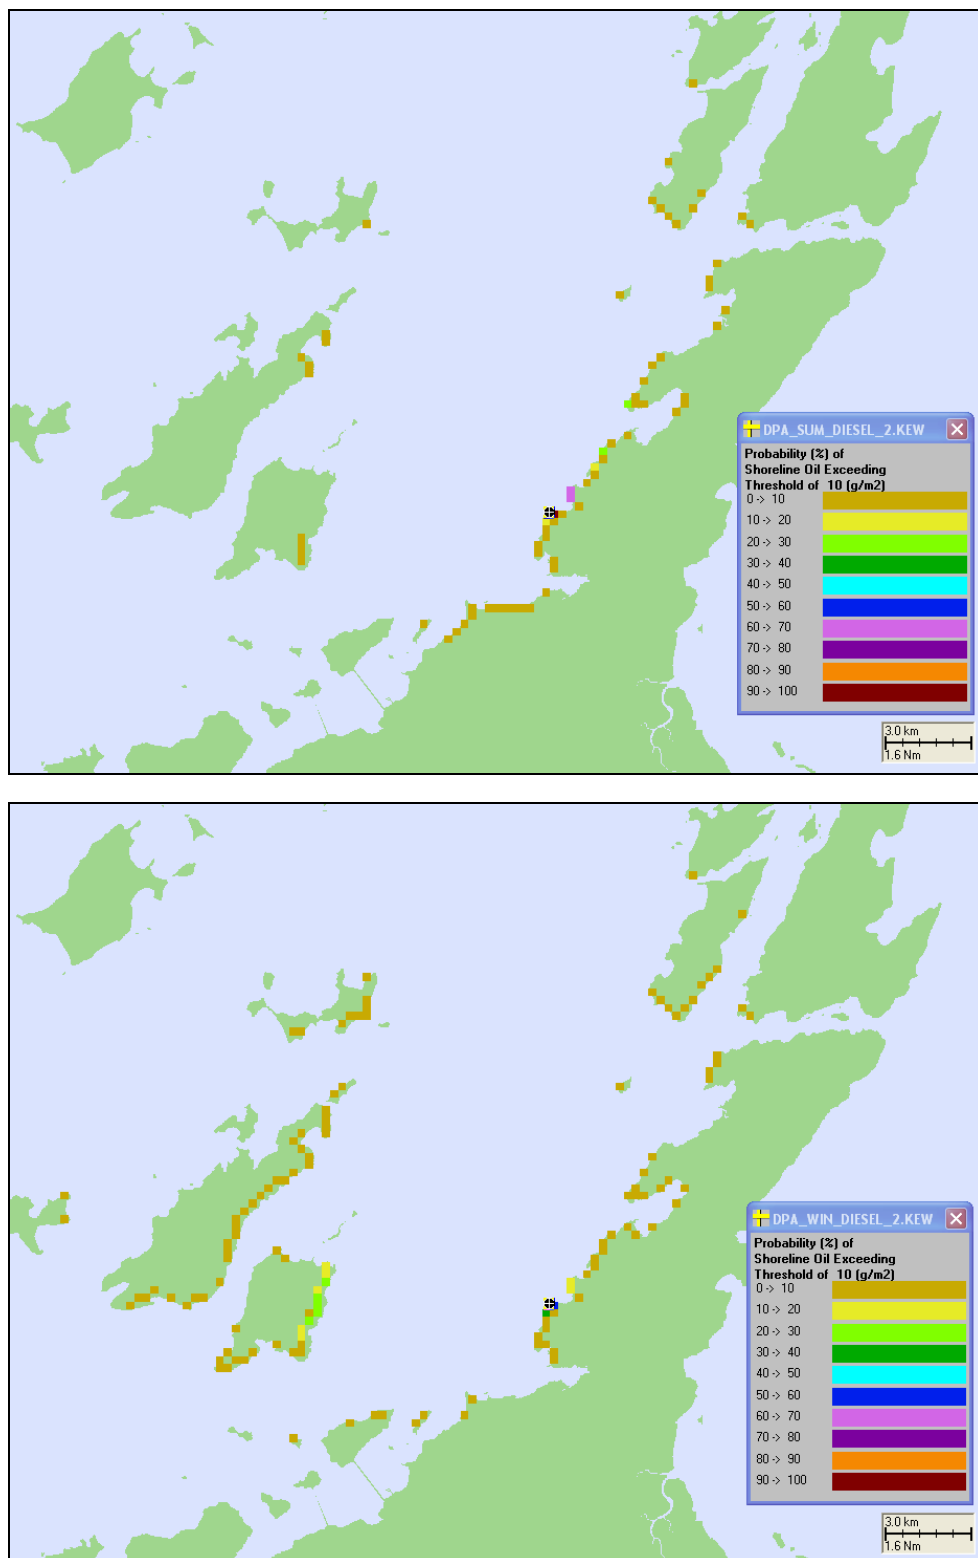 DPA_SUM_DIESEL_2.KEW
Probability (%) of
Shoreline Oil Exceeding
Threshold of 10 (g/m2)
0 -> 10
10 -> 20
20 -> 30
30 -> 40
40 -> 50
50 -> 60
60 -> 70
70 -> 80
80 -> 90
90 -> 100
3.0 km
1.6 Nm
DPA_WIN_DIESEL_2.KEW
Probability (%) of
Shoreline Oil Exceeding
Threshold of 10 (g/m2)
0 -> 10
10 -> 20
20 -> 30
30 -> 40
40 -> 50
50 -> 60
60 -> 70
70 -> 80
80 -> 90
90 -> 100
3.0 km
1.6 Nm